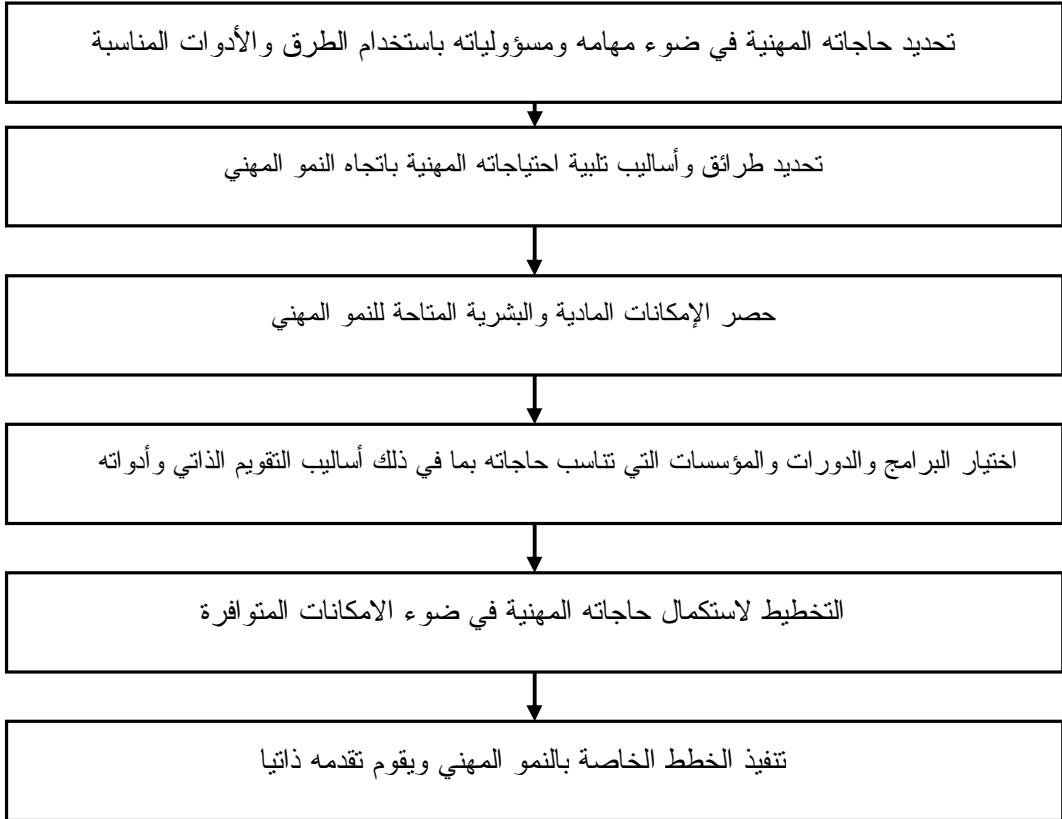 تحديد حاجاته المهنية في ضوء مهامه ومسؤولياته باستخدام الطرق والأدوات المناسبة
تحديد طرائق وأساليب تلبية احتياجاته المهنية باتجاه النمو المهني
حصر الإمكانات المادية والبشرية المتاحة للنمو المهني
اختيار البرامج والدورات والمؤسسات التي تناسب حاجاته بما في ذلك أساليب التقويم الذاتي وأدواته
التخطيط لاستكمال حاجاته المهنية في ضوء الامكانات المتوافرة
تنفيذ الخطط الخاصة بالنمو المهني ويقوم تقدمه ذاتيا